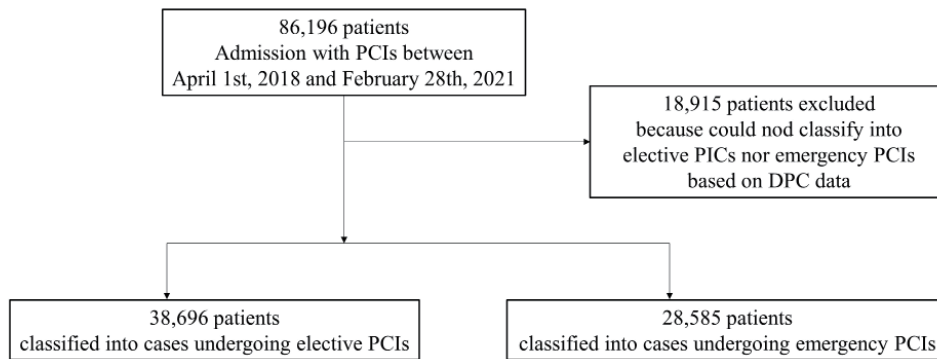 86,196 patients
Admission with PCIs between
April 1st, 2018 and February 28th, 2021
18,915 patients excluded
because could nod classify into
elective PICs nor emergency PCIs
based on DPC data
38,696 patients
classified into cases undergoing elective PCIs
28,585 patients
classified into cases undergoing emergency PCIs